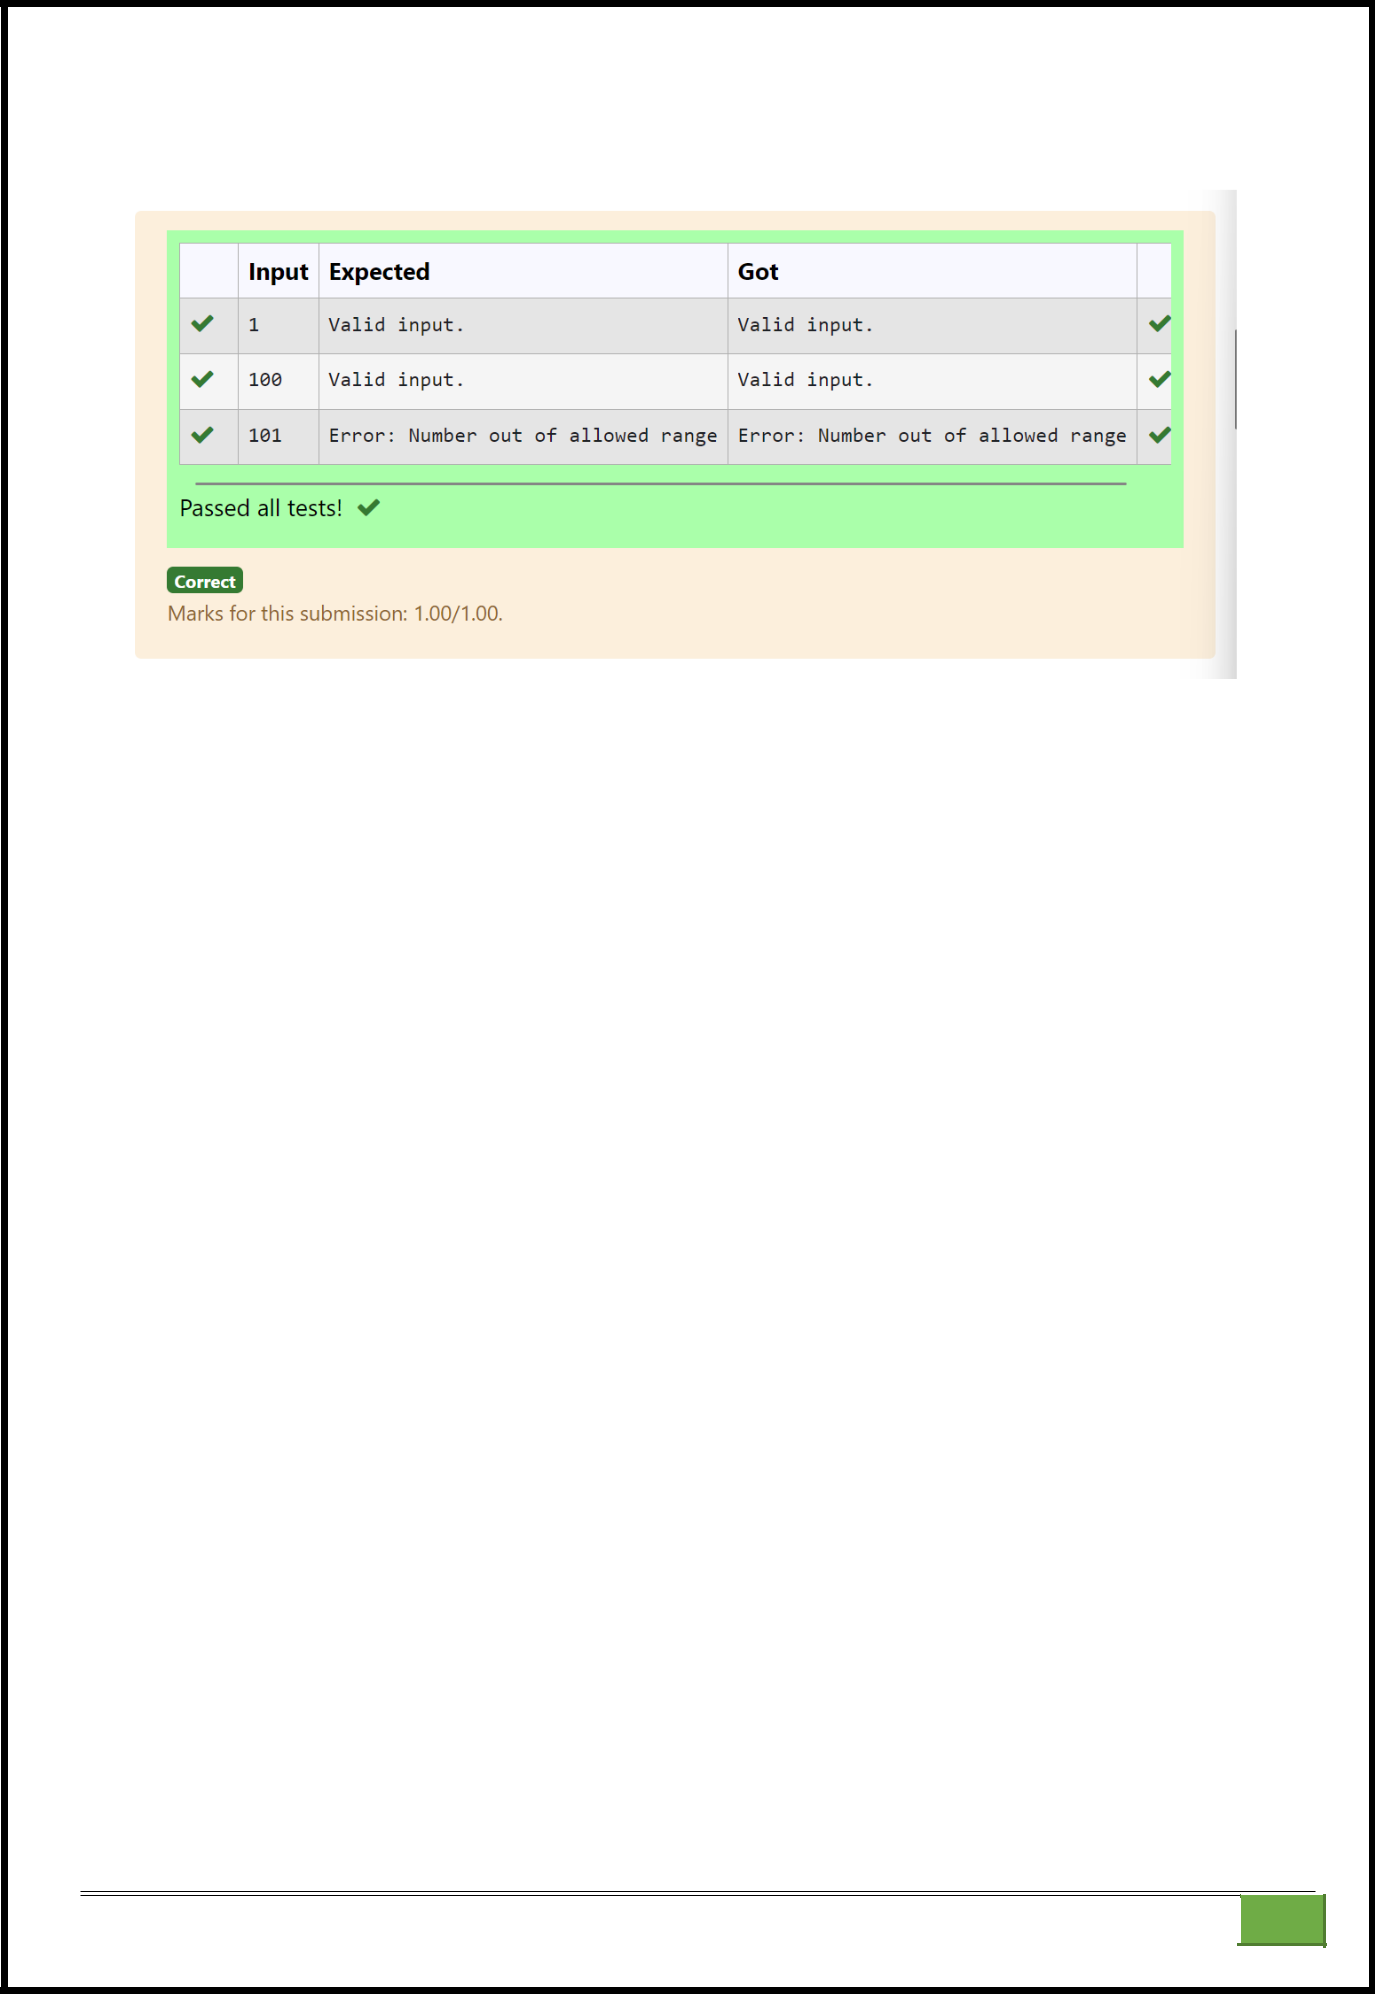 Input Expected Got
1 Valid input. Valid input.
100 Valid input. Valid input.
101 Error: Number out of allowed range Error: Number out of allowed range
Passed all tests!
Correct
Marks for this submission: 1.00/1.00.